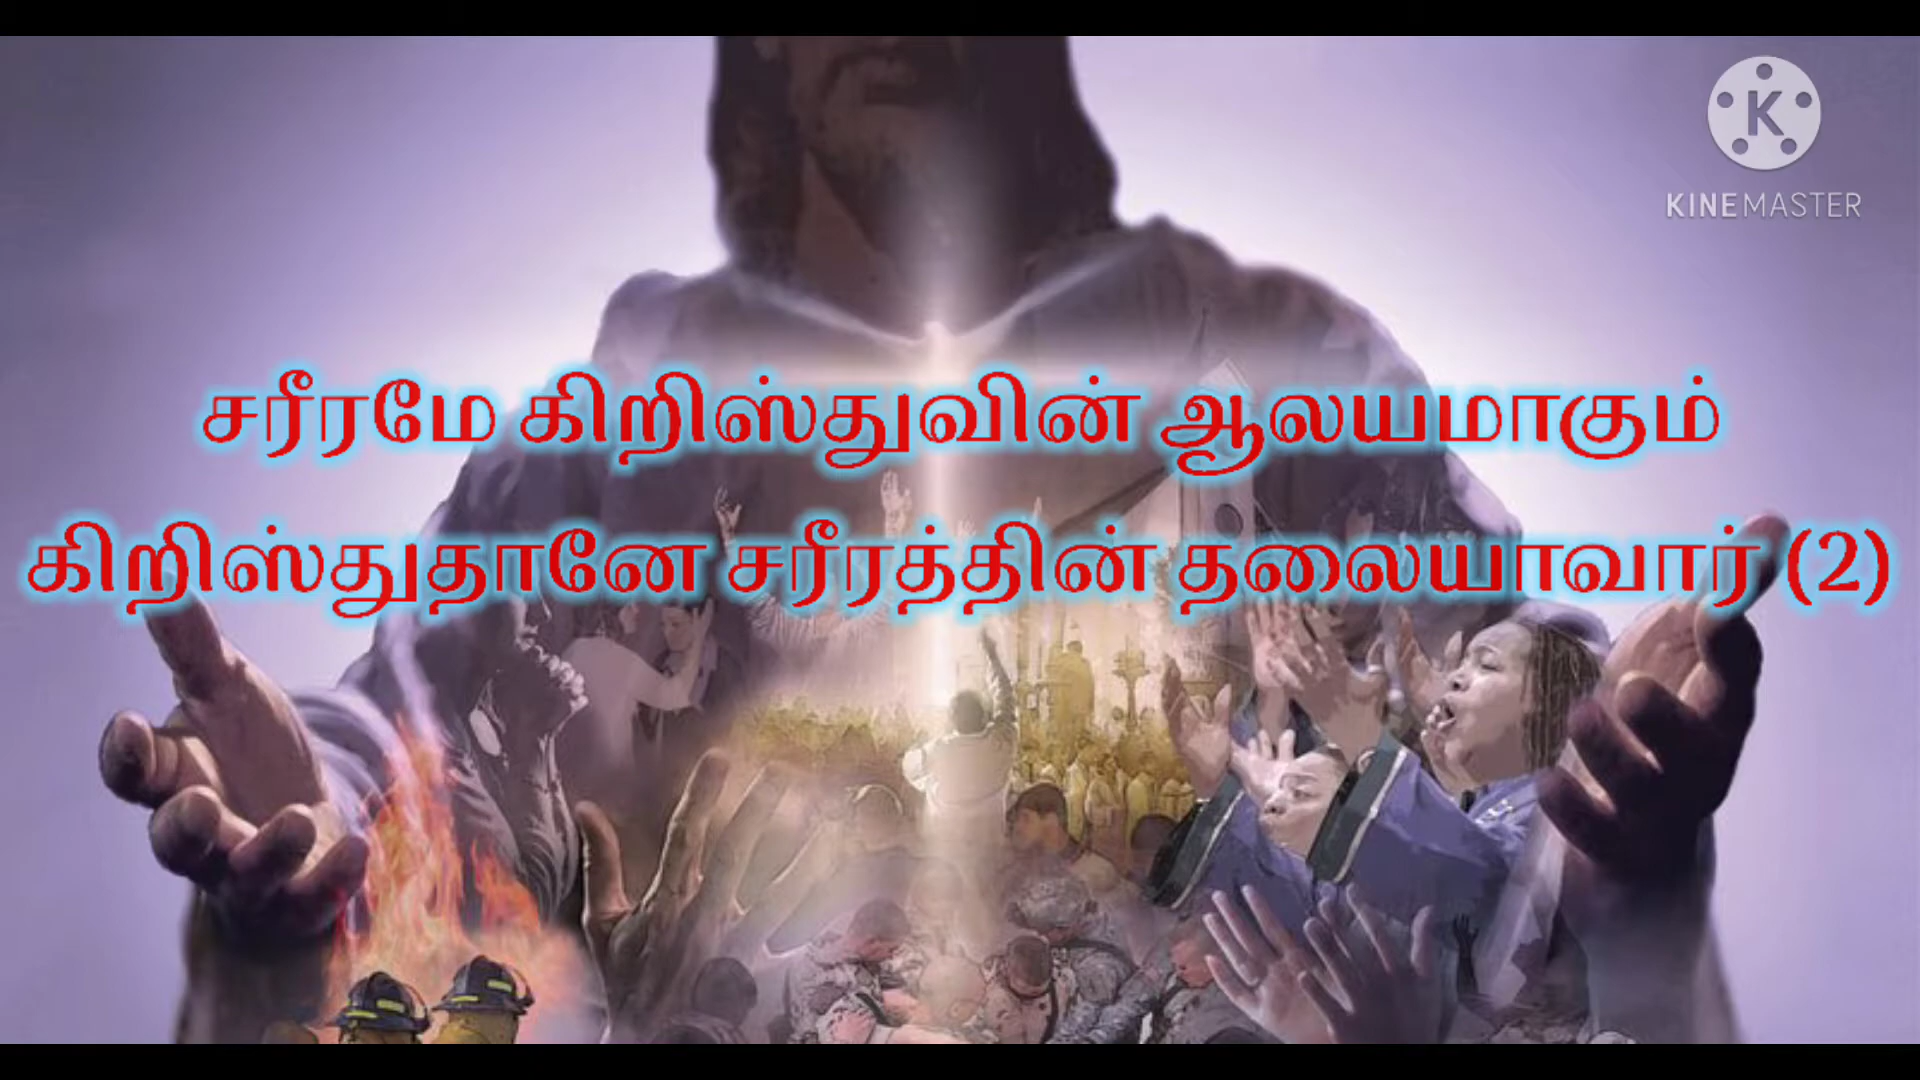 K
KINEMASTER
சரீரமே கிறிஸ்துவின் ஆலயமாகும்
கிறிஸ்துதானே சரீரத்தின் தலையாவார் (2)